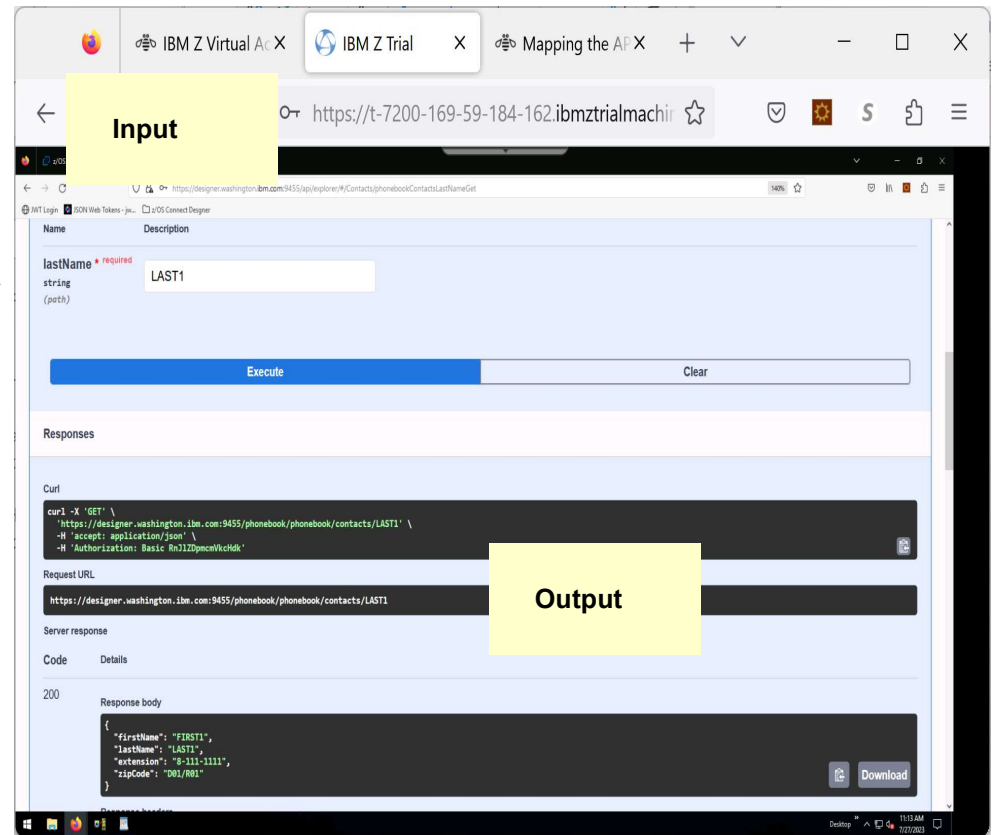 IBM Z Virtual Ac
IBM Z Trial
Mapping the AP
Input
https://t-7200-169-59-184-162.ibmztrialmachin
z/OS
https://designer.washington.ibm.com:9455/api/explorer/#/Contacts/phonebookContactsLastNameGet
140%
JWT Login
JSON Web Tokens - jw...
z/OS Connect Desgner
Name Description
lastName * required
string
(path)
LAST1
Execute Clear
Responses
Curl
curl -X 'GET' \
'https://designer.washington.ibm.com:9455/phonebook/phonebook/contacts/LAST1' \
-H 'accept: application/json' \
-H 'Authorization: Basic RnJlZDpmcmVkcHdk'
Request URL
https://designer.washington.ibm.com:9455/phonebook/phonebook/contacts/LAST1
Output
Server response
Code Details
200
Response body
{
"firstName": "FIRST1",
"lastName": "LAST1",
"extension": "8-111-1111",
"zipCode": "D01/R01"
}
Download
Desktop
11:13 AM
7/27/2023